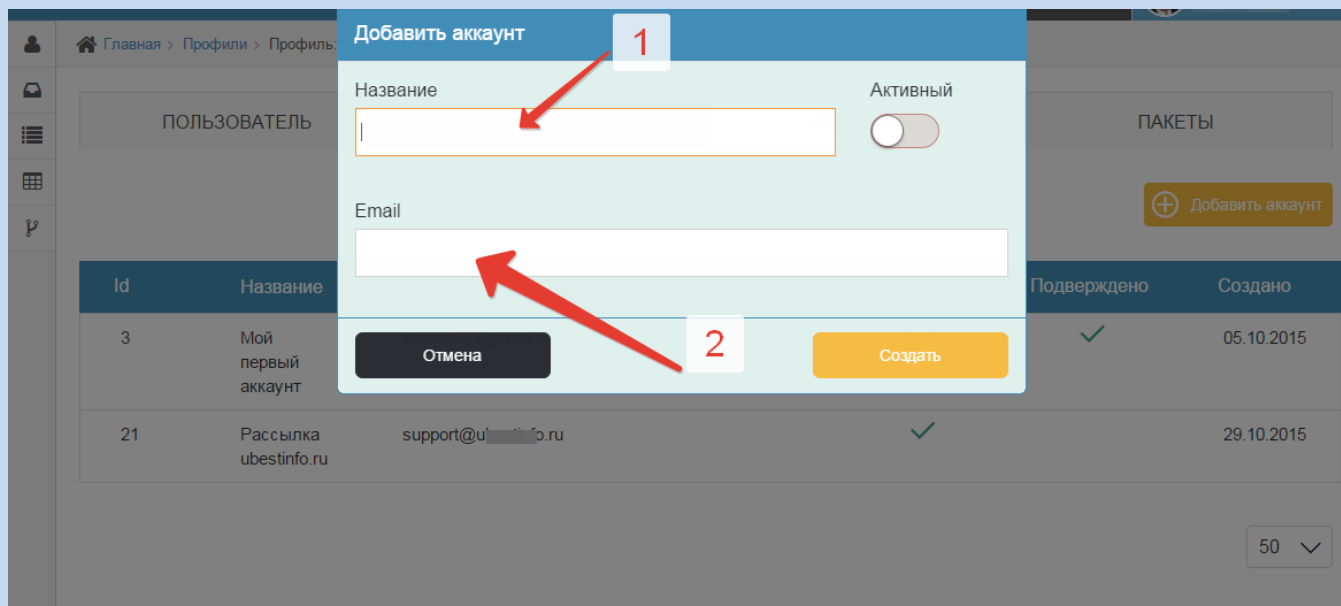 Добавить аккаунт
1
Главная > Профили > Профиль:
Название
Активный
ПОЛЬЗОВАТЕЛЬ
ПАКЕТЫ
Email
Добавить аккаунт
Id
Название
Подверждено
Создано
2
Отмена
Создать
3
Мой
первый
аккаунт
05.10.2015
21
Рассылка
ubestinfo.ru
29.10.2015
50